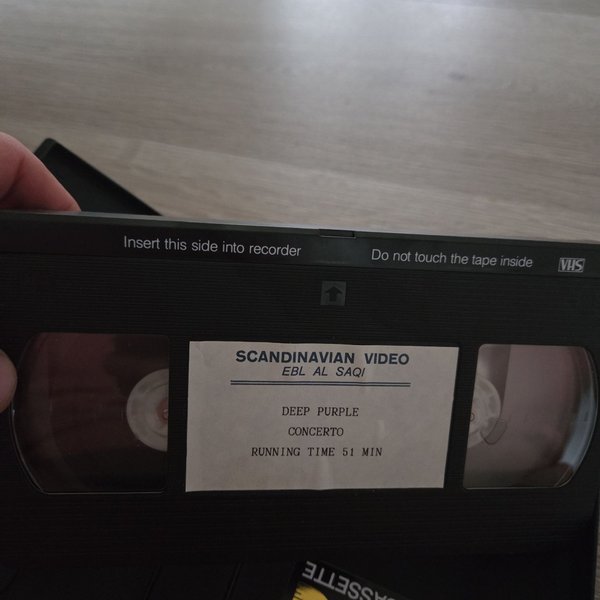 Insert this side into recorder
Do not touch the tape inside
VHS
SCANDINAVIAN VIDEO
EBL AL SAQI
DEEP PURPLE
CONCERTO
RUNNING TIME 51 MIN
CASSETTE